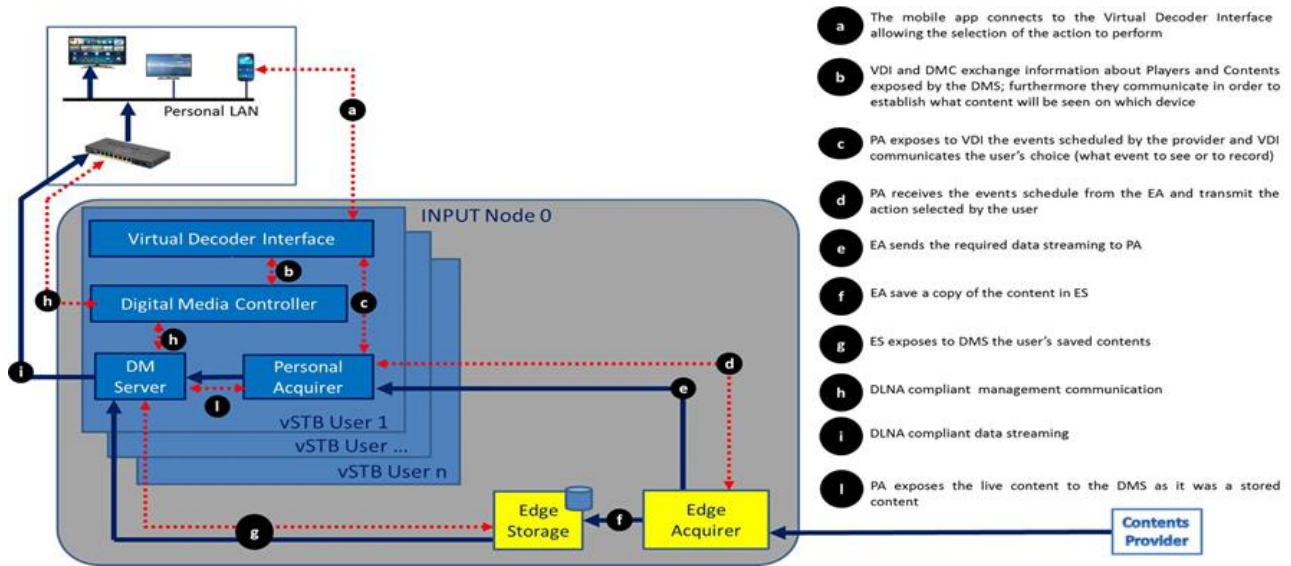 Personal LAN
a
INPUT Node 0
Virtual Decoder Interface
b
Digital Media Controller
h
c
h
DM
Server
Personal
Acquirer
i
l
d
e
vSTB User 1
vSTB User ...
vSTB User n
g
Edge
Storage
f
Edge
Acquirer
Contents
Provider
a
The mobile app connects to the Virtual Decoder Interface
allowing the selection of the action to perform
b
VDI and DMC exchange information about Players and Contents
exposed by the DMS; furthermore they communicate in order to
establish what content will be seen on which device
c
PA exposes to VDI the events scheduled by the provider and VDI
communicates the user's choice (what event to see or to record)
d
PA receives the events schedule from the EA and transmit the
action selected by the user
e
EA sends the required data streaming to PA
f
EA save a copy of the content in ES
g
ES exposes to DMS the user's saved contents
h
DLNA compliant management communication
i
DLNA compliant data streaming
l
PA exposes the live content to the DMS as it was a stored
content